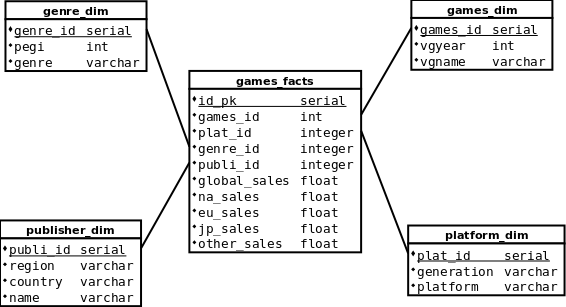 genre_dim
genre_id serial
pegi int
genre varchar
games_dim
games_id serial
vgyear int
vgname varchar
games_facts
id_pk serial
games_id int
plat_id integer
genre_id integer
publi_id integer
global_sales float
na_sales float
eu_sales float
jp_sales float
other_sales float
publisher_dim
publi_id serial
region varchar
country varchar
name varchar
platform_dim
plat_id serial
generation varchar
platform varchar